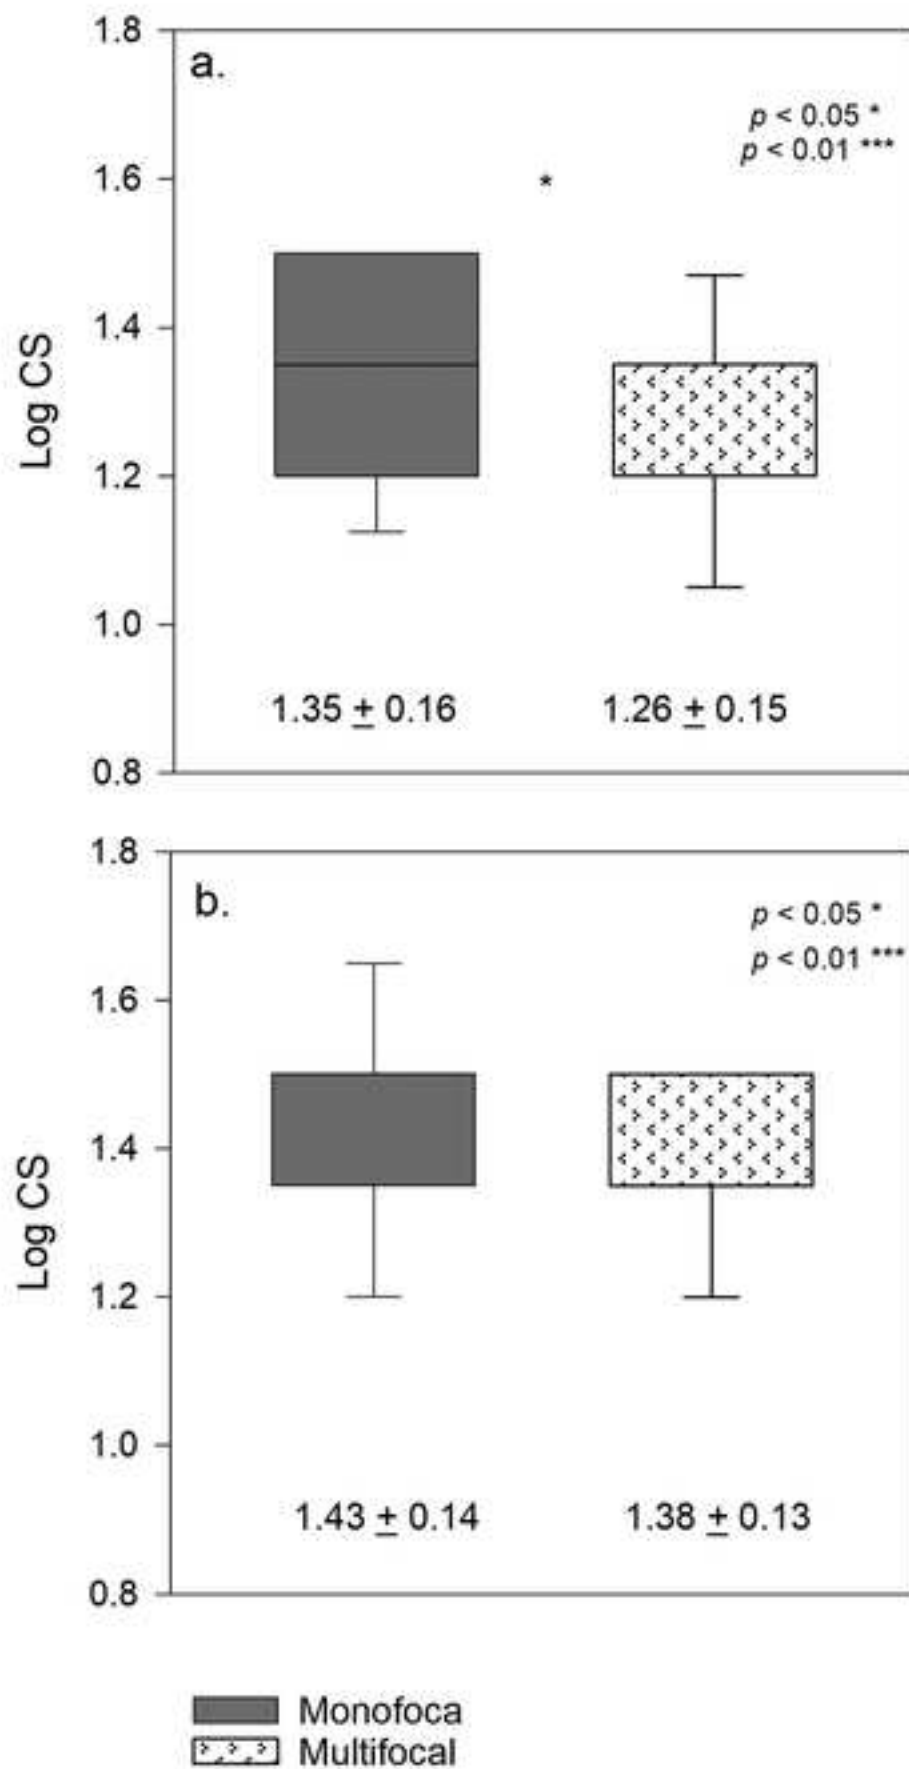 1.8
a.
p < 0.05 *
p < 0.01 ***
1.6
*
1.4
Log CS
1.2
1.0
1.35 ± 0.16
1.26 ± 0.15
0.8
1.8
b.
p < 0.05 *
p < 0.01 ***
1.6
1.4
Log CS
1.2
1.0
1.43 ± 0.14
1.38 ± 0.13
0.8
Monofoca
Multifocal